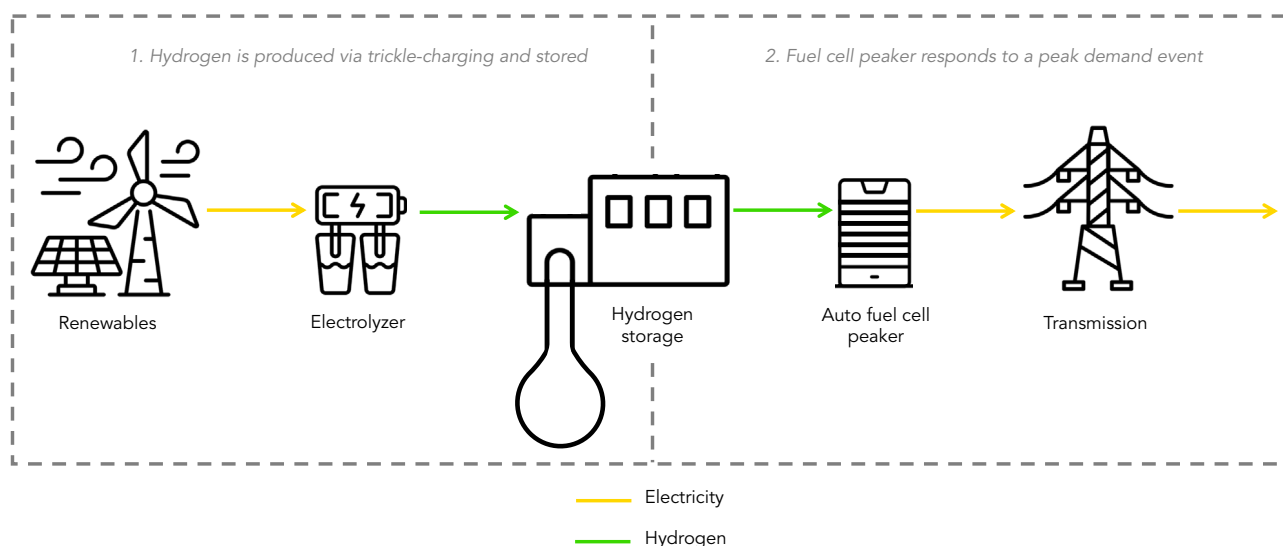 1. Hydrogen is produced via trickle-charging and stored
2. Fuel cell peaker responds to a peak demand event
Renewables
Electrolyzer
Hydrogen
storage
Auto fuel cell
peaker
Transmission
Electricity
Hydrogen